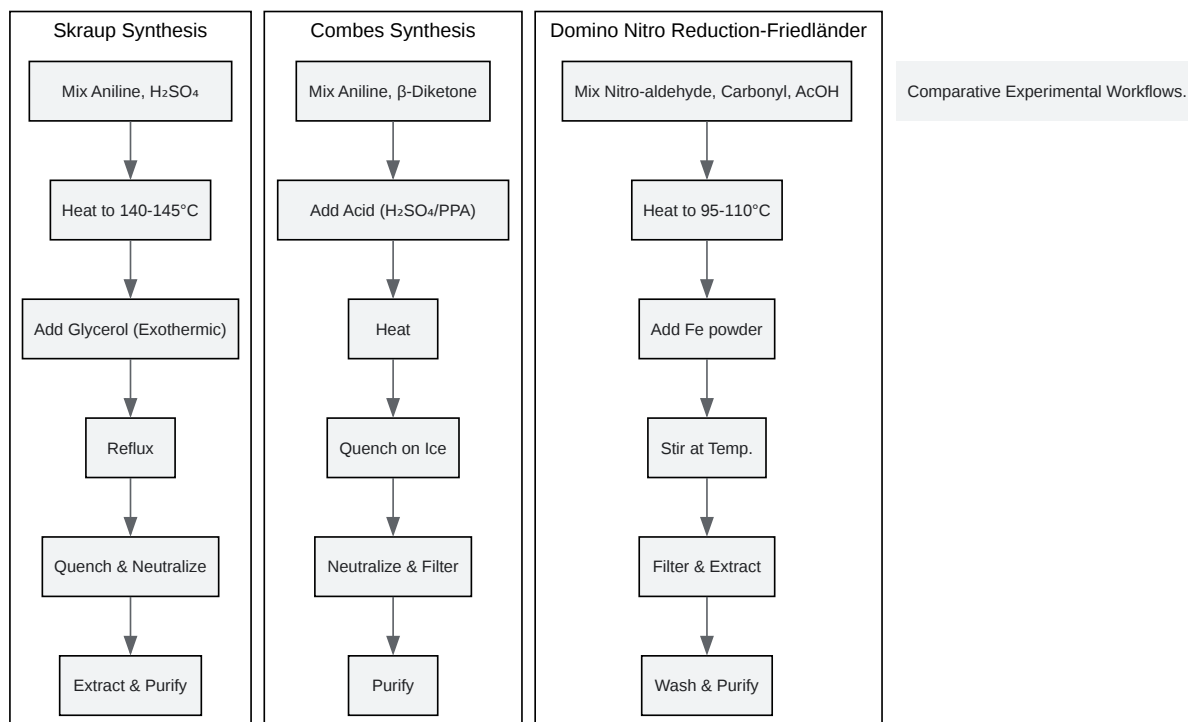 Skraup Synthesis
Mix Aniline, H₂SO₄
Heat to 140-145°C
Add Glycerol (Exothermic)
Reflux
Quench & Neutralize
Extract & Purify
Combes Synthesis
Mix Aniline, β-Diketone
Add Acid (H₂SO₄/PPA)
Heat
Quench on Ice
Neutralize & Filter
Purify
Domino Nitro Reduction-Friedländer
Mix Nitro-aldehyde, Carbonyl, AcOH
Heat to 95-110°C
Add Fe powder
Stir at Temp.
Filter & Extract
Wash & Purify
Comparative Experimental Workflows.